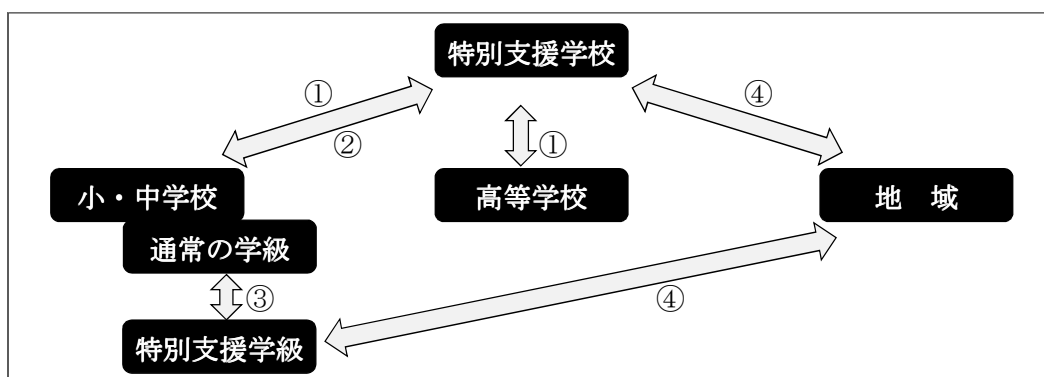 特別支援学校
①
④
②
①
小・中学校
高等学校
地　域
通常の学級
③
④
特別支援学級